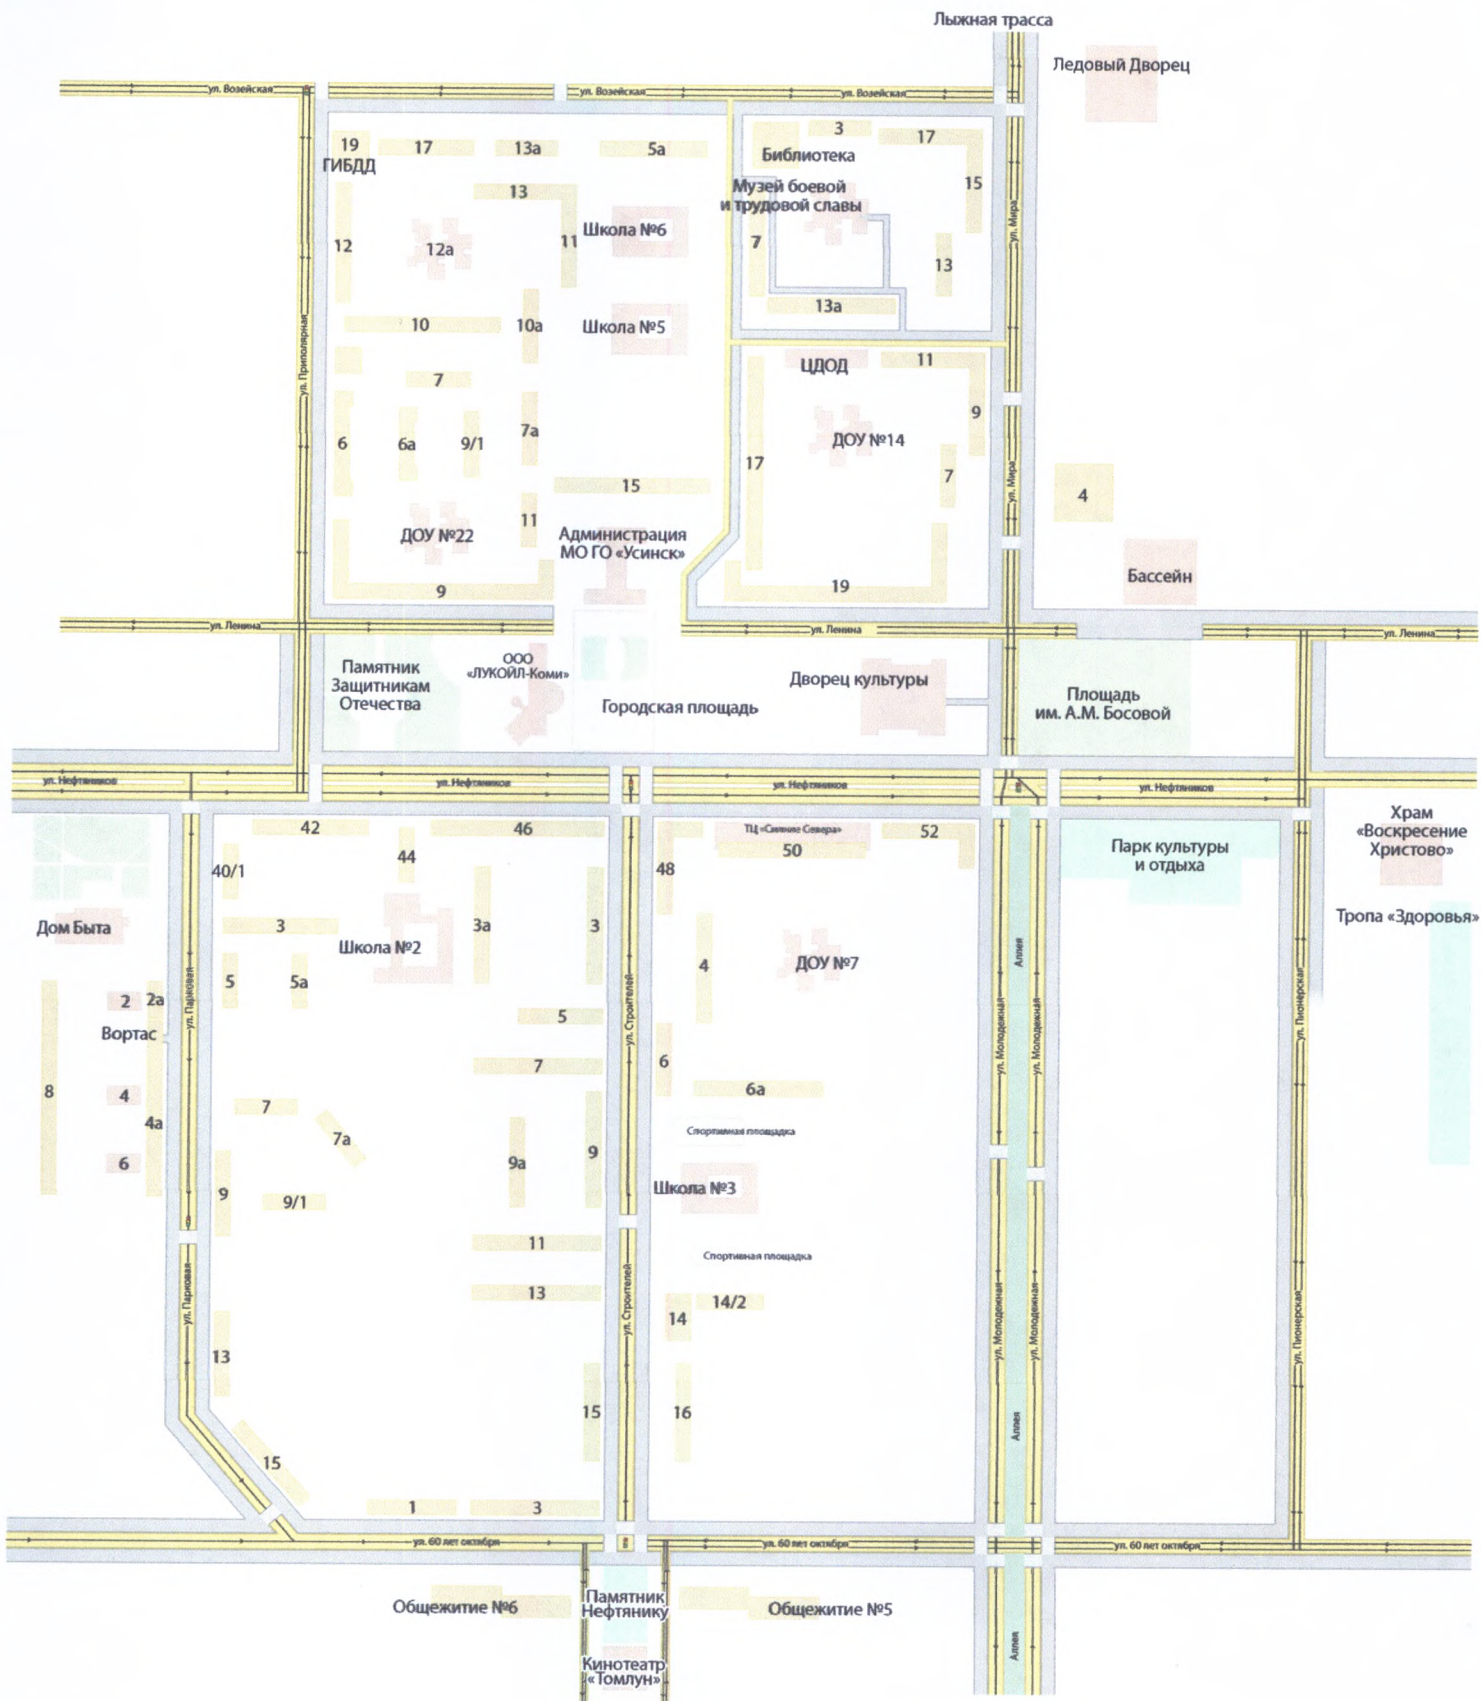 Лыжная трасса
Ледовый Дворец
ул. Возейская
ул. Возейская
ул. Возейская
19
ГИБДД
17
13а
5а
3
17
Библиотека
13
15
Музей боевой
и трудовой славы
Школа №6
12
12а
11
7
13
ул. Мира
13а
10
10а
Школа №5
ул. Приполярная
ЦДОД
11
7
9
6
6а
9/1
7а
ДОУ №14
17
7
15
ул. Мира
4
11
ДОУ №22
Администрация
МО ГО «Усинск»
Бассейн
9
19
ул. Ленина
ул. Ленина
ул. Ленина
Памятник
Защитникам
Отечества
ООО
«ЛУКОЙЛ-Коми»
Городская площадь
Дворец культуры
Площадь
им. А.М. Босовой
ул. Нефтяников
ул. Нефтяников
ул. Нефтяников
ул. Нефтяников
42
46
ТЦ «Сияние Севера»
52
Храм
«Воскресение
Христово»
40/1
44
48
50
Парк культуры
и отдыха
Тропа «Здоровья»
Дом Быта
3
Школа №2
3а
3
4
ДОУ №7
Аллея
5
5а
2
2а
Вортас
ул. Парковая
5
ул. Строителей
ул. Молодежная
ул. Молодежная
ул. Пионерская
7
6
6а
8
4
4а
7
7а
Спортивная площадка
6
9
9/1
9а
9
Школа №3
11
Спортивная площадка
13
14
14/2
ул. Парковая
ул. Строителей
ул. Молодежная
ул. Молодежная
ул. Пионерская
13
15
16
Аллея
15
1
3
ул. 60 лет октября
ул. 60 лет октября
ул. 60 лет октября
Общежитие №6
Памятник
Нефтянику
Общежитие №5
Аллея
Кинотеатр
«Томлун»